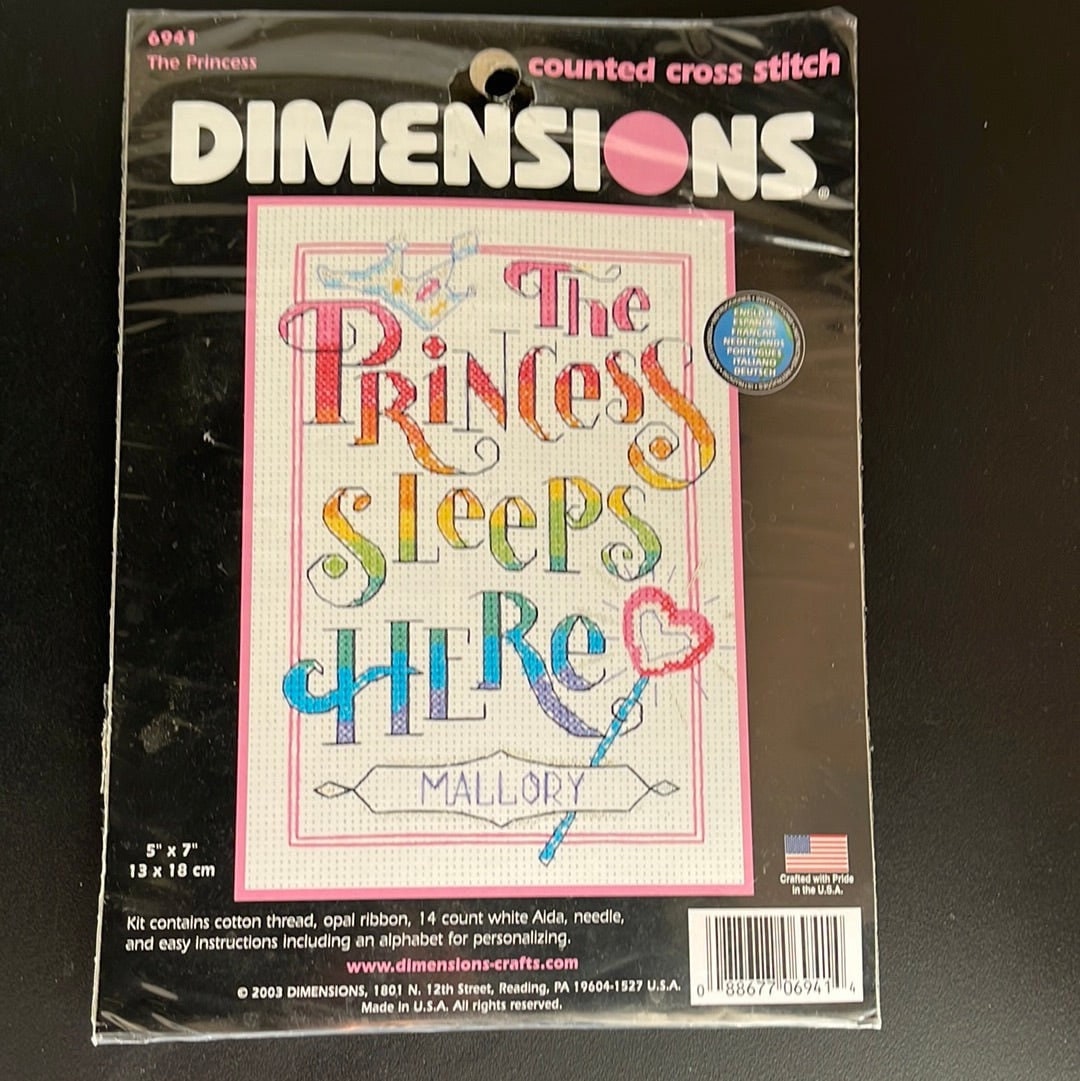 6941
The Princess
counted cross stitch
DIMENSIONS®
The
PRINCESS
SLeePS
HERe
MALLORY
ENGLISH
ESPAÑOL
FRANÇAIS
NEDERLANDS
PORTUGUÊS
ITALIANO
DEUTSCH
5" x 7"
13 x 18 cm
Crafted with Pride
in the U.S.A.
Kit contains cotton thread, opal ribbon, 14 count white Aida, needle,
and easy instructions including an alphabet for personalizing.
www.dimensions-crafts.com
© 2003 DIMENSIONS, 1801 N. 12th Street, Reading, PA 19604-1527 U.S.A.
Made in U.S.A. All rights reserved.
0 88677 06941 4